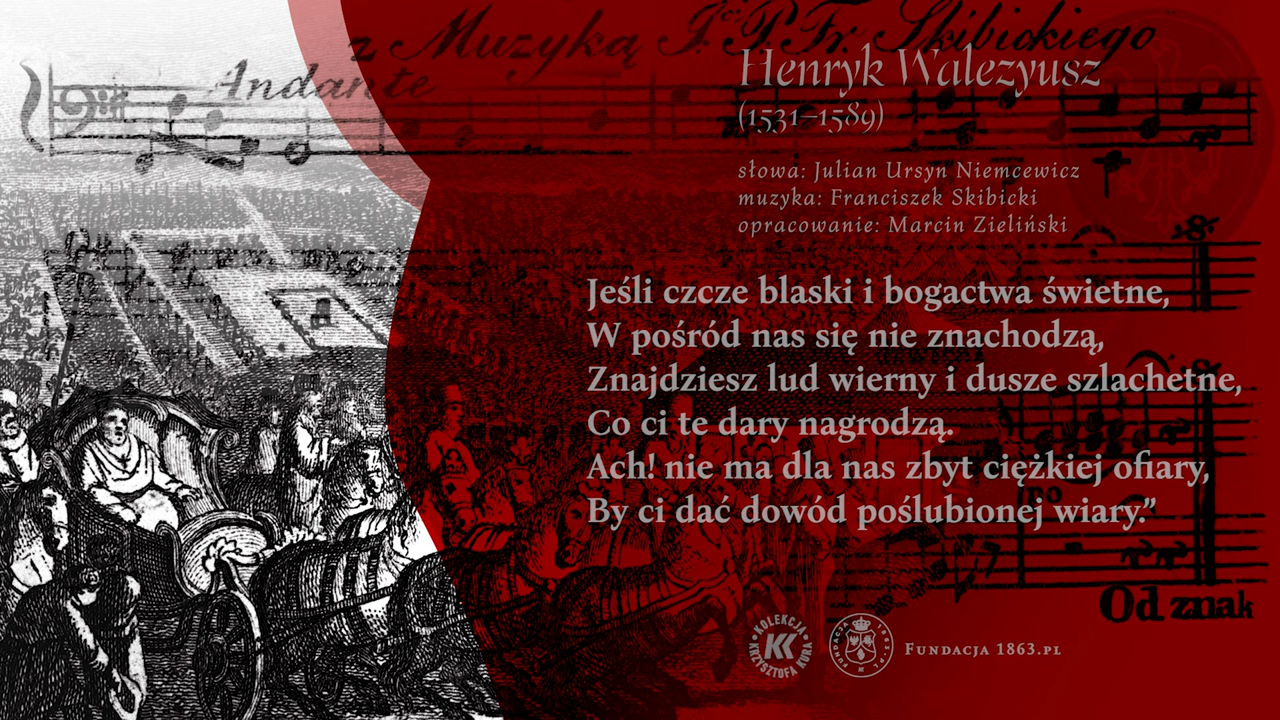 z Muzyką J. P. Fr. Skibickiego
Andante
Henryk Walezyusz
(1531–1589)
słowa: Julian Ursyn Niemcewicz
muzyka: Franciszek Skibicki
opracowanie: Marcin Zieliński
Jeśli czcze blaski i bogactwa świetne,
W pośród nas się nie znachodzą,
Znajdziesz lud wierny i dusze szlachetne,
Co ci te dary nagrodzą.
Ach! nie ma dla nas zbyt ciężkiej ofiary,
By ci dać dowód poślubionej wiary.”
Od znak
KOLEKCJA
KK
KRZYSZTOFA KURA
FUNDACJA 1863.PL
Fundacja 1863.pl